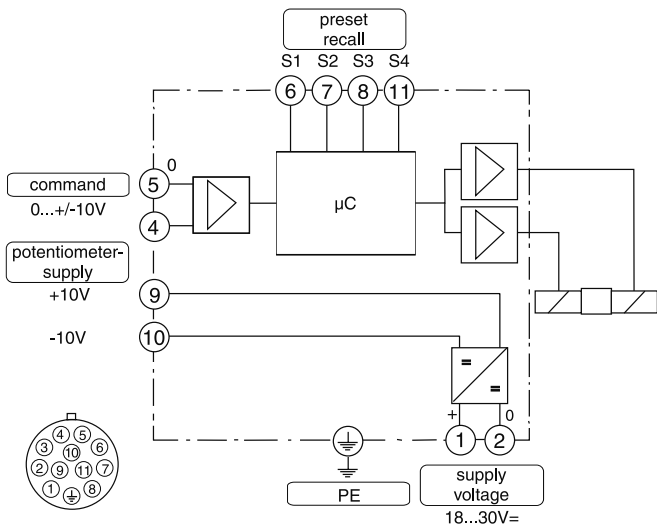 preset
recall
S1 S2 S3 S4
6 7 8 11
0
5
command
0...+/-10V
4
µC
potentiometer-
supply
+10V
9
-10V
10
=
=
+ 0
1 2
4 5
3 10 6
2 9 11 7
1 8
PE
supply
voltage
18...30V=